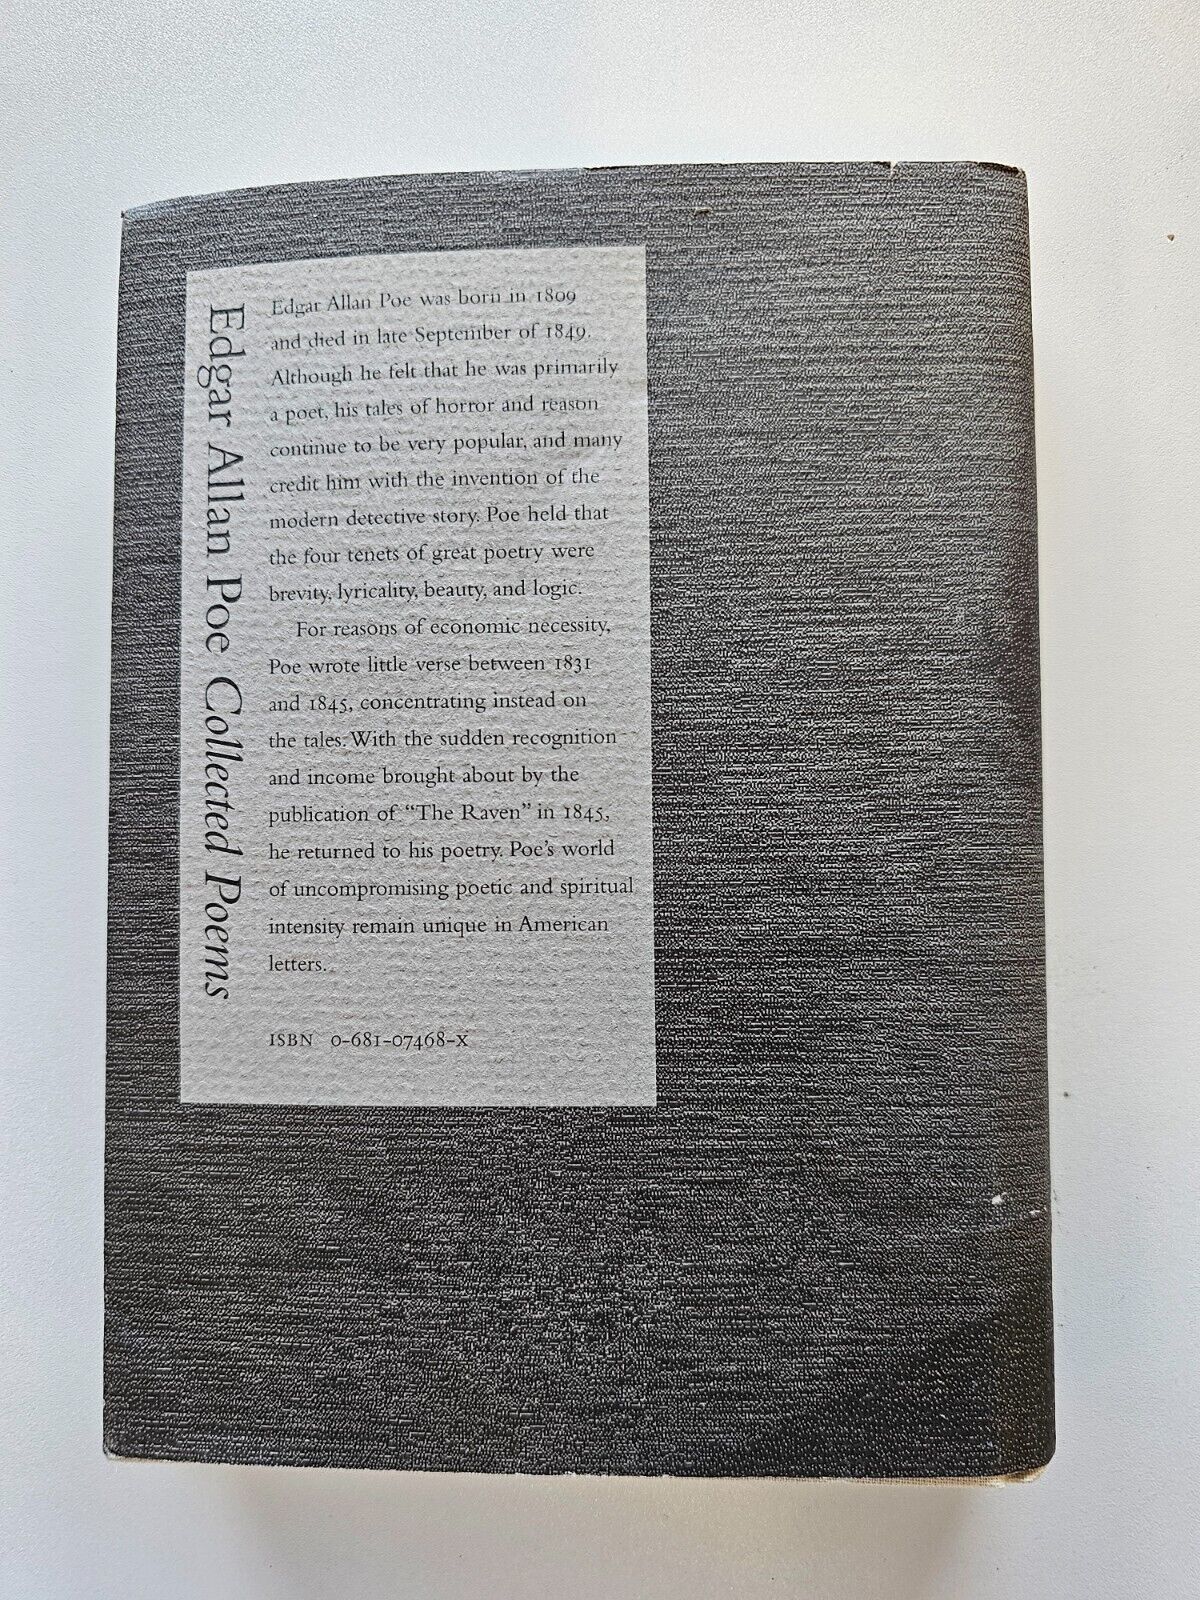 Edgar Allan Poe Collected Poems
Edgar Allan Poe was born in 1809
and died in late September of 1849.
Although he felt that he was primarily
a poet, his tales of horror and reason
continue to be very popular, and many
credit him with the invention of the
modern detective story. Poe held that
the four tenets of great poetry were
brevity, lyricality, beauty, and logic.
For reasons of economic necessity,
Poe wrote little verse between 1831
and 1845, concentrating instead on
the tales. With the sudden recognition
and income brought about by the
publication of “The Raven” in 1845,
he returned to his poetry. Poe’s world
of uncompromising poetic and spiritual
intensity remain unique in American
letters.
ISBN 0-681-07468-X